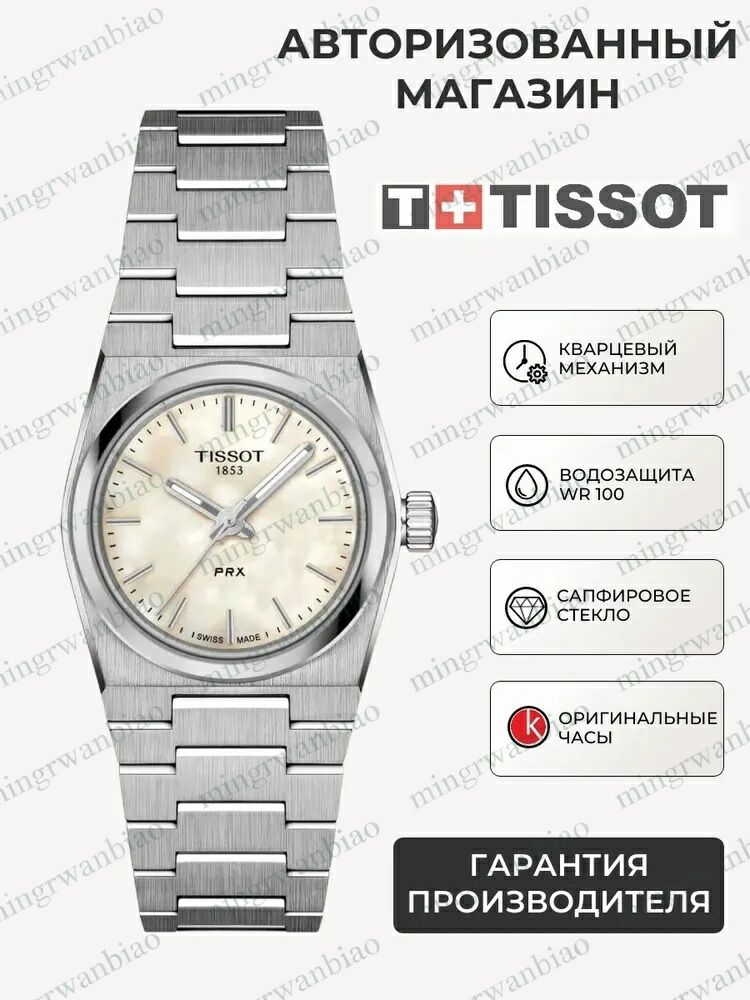 АВТОРИЗОВАННЫЙ
МАГАЗИН
T+TISSOT
КВАРЦЕВЫЙ
МЕХАНИЗМ
ВОДОЗАЩИТА
WR 100
САПФИРОВОЕ
СТЕКЛО
k
ОРИГИНАЛЬНЫЕ
ЧАСЫ
ГАРАНТИЯ
ПРОИЗВОДИТЕЛЯ
TISSOT
1853
PRX
SWISS MADE
mingrwanbiao